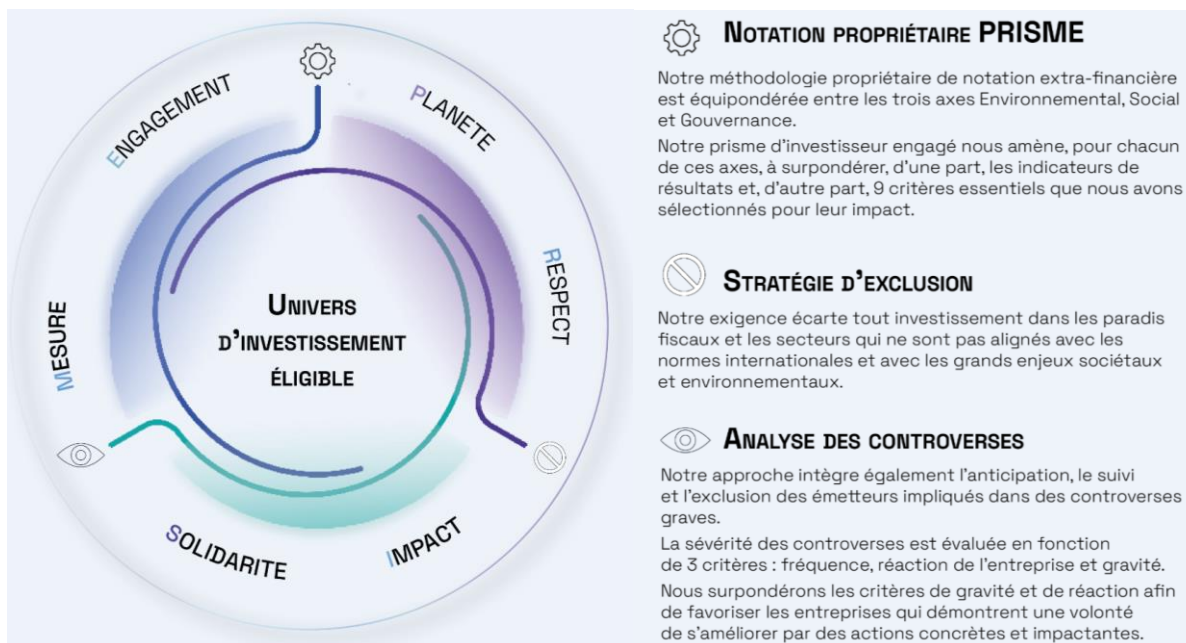 PLANETE
RESPECT
IMPACT
SOLIDARITE
MESURE
ENGAGEMENT
UNIVERS
D'INVESTISSEMENT
ÉLIGIBLE
NOTATION PROPRIÉTAIRE PRISME
Notre méthodologie propriétaire de notation extra-financière
est équipondérée entre les trois axes Environnemental, Social
et Gouvernance.
Notre prisme d'investisseur engagé nous amène, pour chacun
de ces axes, à surpondérer, d'une part, les indicateurs de
résultats et, d'autre part, 9 critères essentiels que nous avons
sélectionnés pour leur impact.
STRATÉGIE D'EXCLUSION
Notre exigence écarte tout investissement dans les paradis
fiscaux et les secteurs qui ne sont pas alignés avec les
normes internationales et avec les grands enjeux sociétaux
et environnementaux.
ANALYSE DES CONTROVERSES
Notre approche intègre également l'anticipation, le suivi
et l'exclusion des émetteurs impliqués dans des controverses
graves.
La sévérité des controverses est évaluée en fonction
de 3 critères : fréquence, réaction de l'entreprise et gravité.
Nous surpondérons les critères de gravité et de réaction afin
de favoriser les entreprises qui démontrent une volonté
de s'améliorer par des actions concrètes et impactantes.